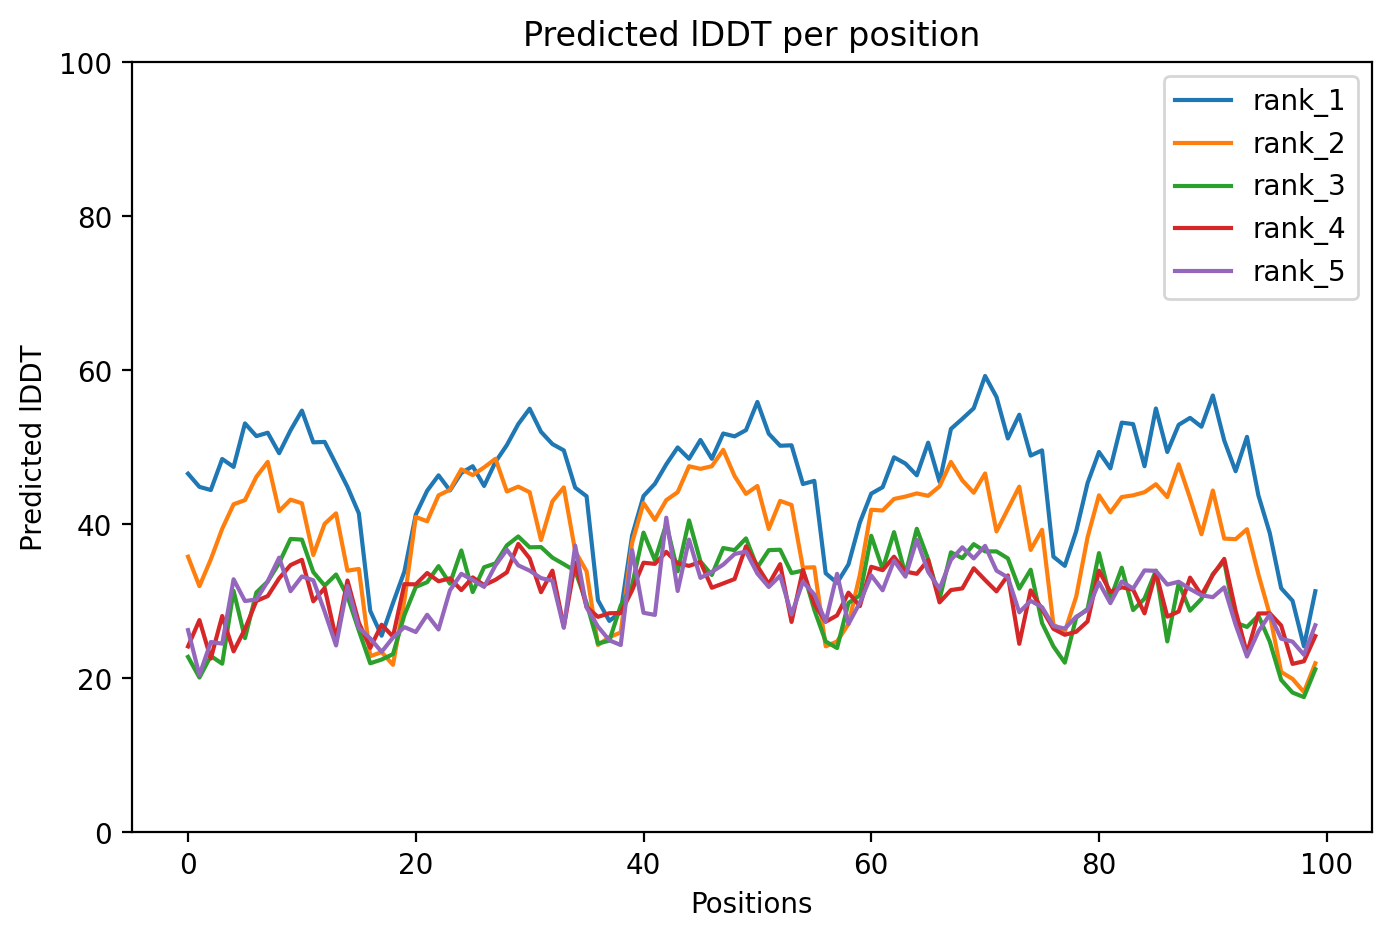 Predicted lDDT per position
100
80
60
40
20
0
Predicted lDDT
rank_1
rank_2
rank_3
rank_4
rank_5
0 20 40 60 80 100
Positions